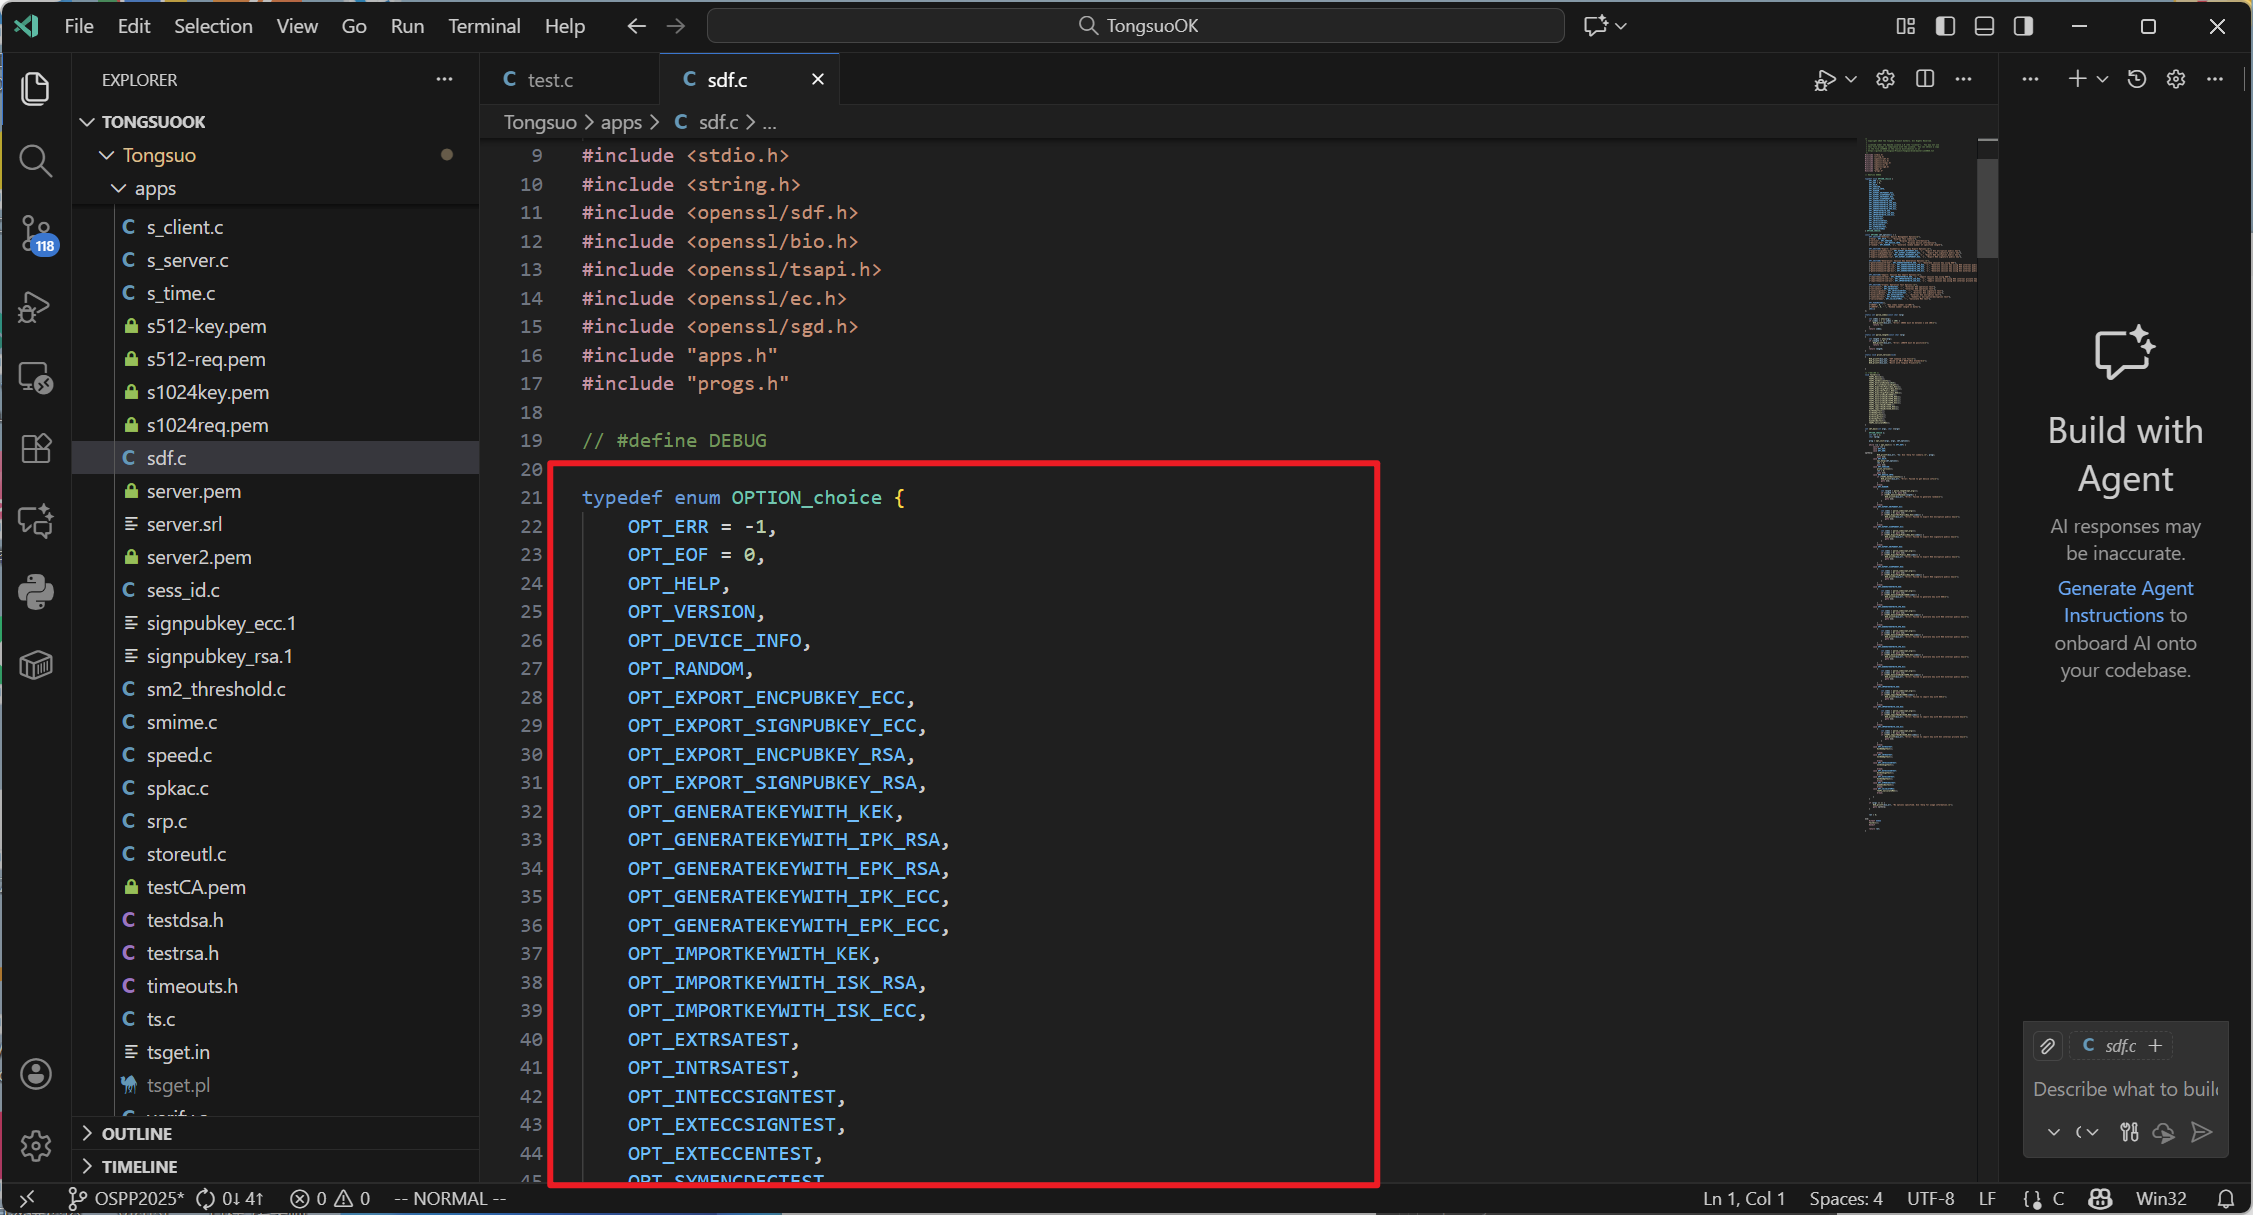 File Edit Selection View Go Run Terminal Help
TongsuoOK
EXPLORER
TONGSUOOK
Tongsuo
apps
s_client.c
s_server.c
s_time.c
s512-key.pem
s512-req.pem
s1024key.pem
s1024req.pem
sdf.c
server.pem
server.srl
server2.pem
sess_id.c
signpubkey_ecc.1
signpubkey_rsa.1
sm2_threshold.c
smime.c
speed.c
spkac.c
srp.c
storeutl.c
testCA.pem
testdsa.h
testrsa.h
timeouts.h
ts.c
tsget.in
tsget.pl
verify.c
OUTLINE
TIMELINE
118
C test.c
C sdf.c
Tongsuo > apps > C sdf.c > ...
9 #include <stdio.h>
10 #include <string.h>
11 #include <openssl/sdf.h>
12 #include <openssl/bio.h>
13 #include <openssl/tsapi.h>
14 #include <openssl/ec.h>
15 #include <openssl/sgd.h>
16 #include "apps.h"
17 #include "progs.h"
18
19 // #define DEBUG
20
21 typedef enum OPTION_choice {
22 OPT_ERR = -1,
23 OPT_EOF = 0,
24 OPT_HELP,
25 OPT_VERSION,
26 OPT_DEVICE_INFO,
27 OPT_RANDOM,
28 OPT_EXPORT_ENCPUBKEY_ECC,
29 OPT_EXPORT_SIGNPUBKEY_ECC,
30 OPT_EXPORT_ENCPUBKEY_RSA,
31 OPT_EXPORT_SIGNPUBKEY_RSA,
32 OPT_GENERATEKEYWITH_KEK,
33 OPT_GENERATEKEYWITH_IPK_RSA,
34 OPT_GENERATEKEYWITH_EPK_RSA,
35 OPT_GENERATEKEYWITH_IPK_ECC,
36 OPT_GENERATEKEYWITH_EPK_ECC,
37 OPT_IMPORTKEYWITH_KEK,
38 OPT_IMPORTKEYWITH_ISK_RSA,
39 OPT_IMPORTKEYWITH_ISK_ECC,
40 OPT_EXTRSATEST,
41 OPT_INTRSATEST,
42 OPT_INTECCSIGNTEST,
43 OPT_EXTECCSIGNTEST,
44 OPT_EXTECCENTEST,
45 OPT_SYMENCDECTEST
Build with
Agent
AI responses may
be inaccurate.
Generate Agent
Instructions to
onboard AI onto
your codebase.
C sdf.c +
Describe what to build
OSPP2025* 0↓ 4↑ 0 0 -- NORMAL --
Ln 1, Col 1 Spaces: 4 UTF-8 LF C Win32